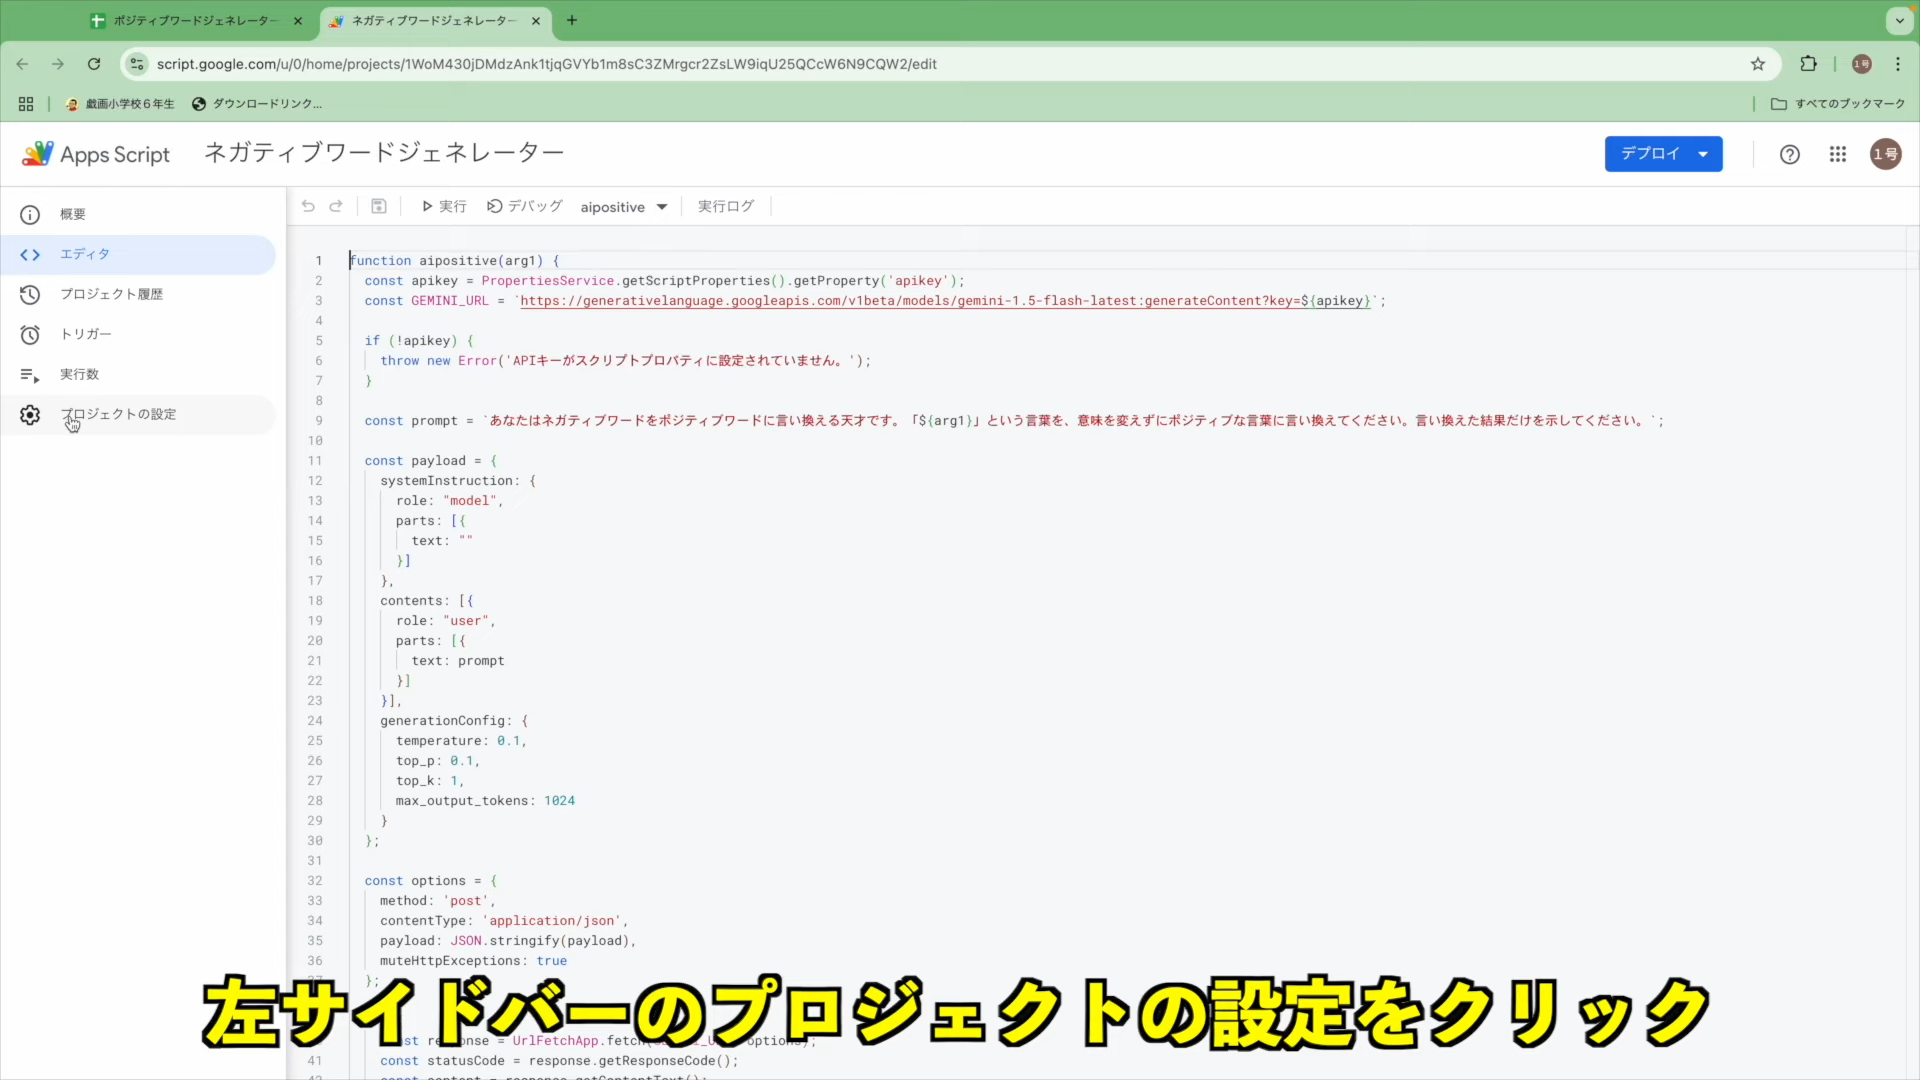 ポジティブワードジェネレーター
ネガティブワードジェネレーター
script.google.com/u/0/home/projects/1WoM430jDMdzAnk1tjqGVYb1m8sC3ZMrgcr2ZsLW9iqU25QCcW6N9CQW2/edit
1号
戯画小学校６年生
ダウンロードリンク...
すべてのブックマーク
Apps Script
ネガティブワードジェネレーター
デプロイ
1号
概要
エディタ
プロジェクト履歴
トリガー
実行数
プロジェクトの設定
実行 デバッグ aipositive 実行ログ
1 function aipositive(arg1) {
2 const apikey = PropertiesService.getScriptProperties().getProperty('apikey');
3 const GEMINI_URL = `https://generativelanguage.googleapis.com/v1beta/models/gemini-1.5-flash-latest:generateContent?key=${apikey}`;
4
5 if (!apikey) {
6 throw new Error('APIキーがスクリプトプロパティに設定されていません。');
7 }
8
9 const prompt = `あなたはネガティブワードをポジティブワードに言い換える天才です。「${arg1}」という言葉を、意味を変えずにポジティブな言葉に言い換えてください。言い換えた結果だけを示してください。`;
10
11 const payload = {
12 systemInstruction: {
13 role: "model",
14 parts: [{
15 text: ""
16 }]
17 },
18 contents: [{
19 role: "user",
20 parts: [{
21 text: prompt
22 }]
23 }],
24 generationConfig: {
25 temperature: 0.1,
26 top_p: 0.1,
27 top_k: 1,
28 max_output_tokens: 1024
29 }
30 };
31
32 const options = {
33 method: 'post',
34 contentType: 'application/json',
35 payload: JSON.stringify(payload),
36 muteHttpExceptions: true
37 };
左サイドバーのプロジェクトの設定をクリック
response = UrlFetchApp.fetch( options);
41 const statusCode = response.getResponseCode();
const content = response.getContentText();